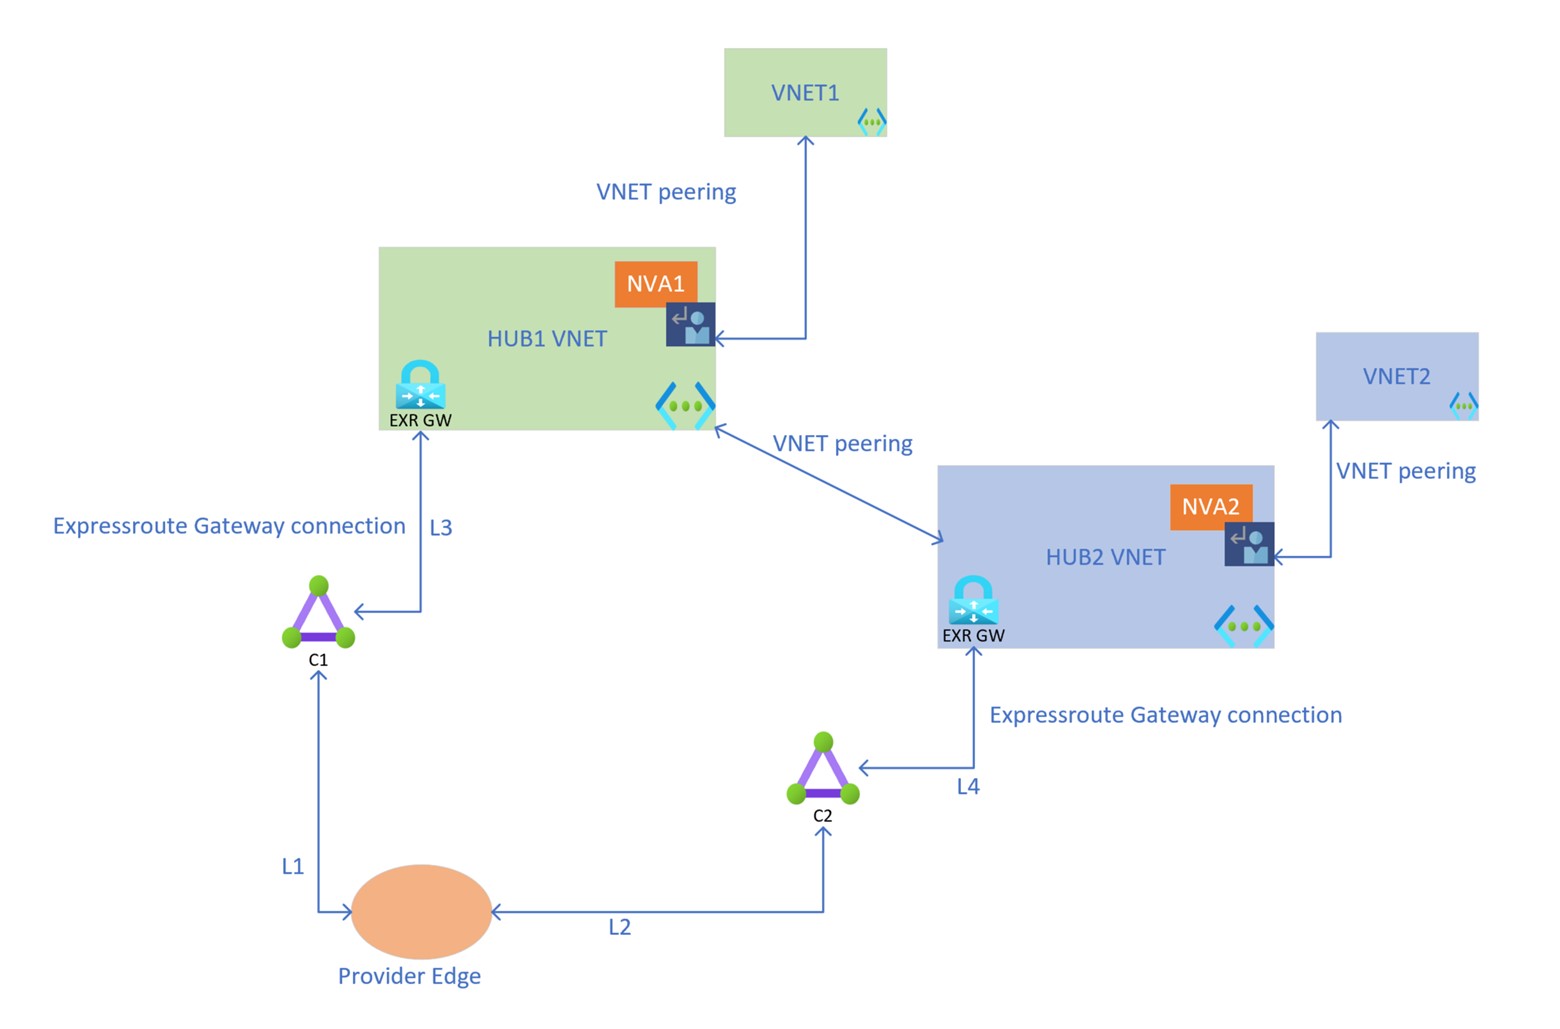 VNET1
VNET peering
NVA1
HUB1 VNET
EXR GW
VNET2
VNET peering
VNET peering
NVA2
HUB2 VNET
EXR GW
Expressroute Gateway connection
L3
C1
Expressroute Gateway connection
L4
C2
L1
L2
Provider Edge